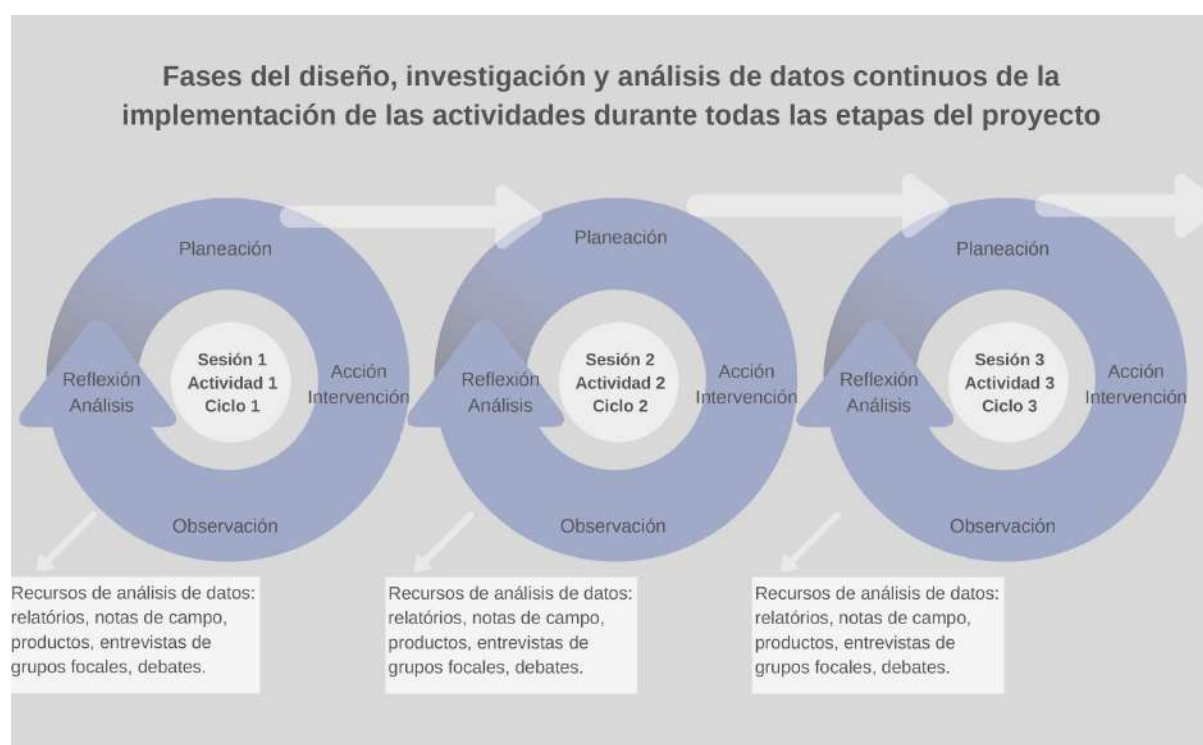 Fases del diseño, investigación y análisis de datos continuos de la
implementación de las actividades durante todas las etapas del proyecto
Planeación
Acción
Intervención
Observación
Reflexión
Análisis
Sesión 1
Actividad 1
Ciclo 1
Recursos de análisis de datos:
relatórios, notas de campo,
productos, entrevistas de
grupos focales, debates.
Planeación
Acción
Intervención
Observación
Reflexión
Análisis
Sesión 2
Actividad 2
Ciclo 2
Recursos de análisis de datos:
relatórios, notas de campo,
productos, entrevistas de
grupos focales, debates.
Planeación
Acción
Intervención
Observación
Reflexión
Análisis
Sesión 3
Actividad 3
Ciclo 3
Recursos de análisis de datos:
relatórios, notas de campo,
productos, entrevistas de
grupos focales, debates.